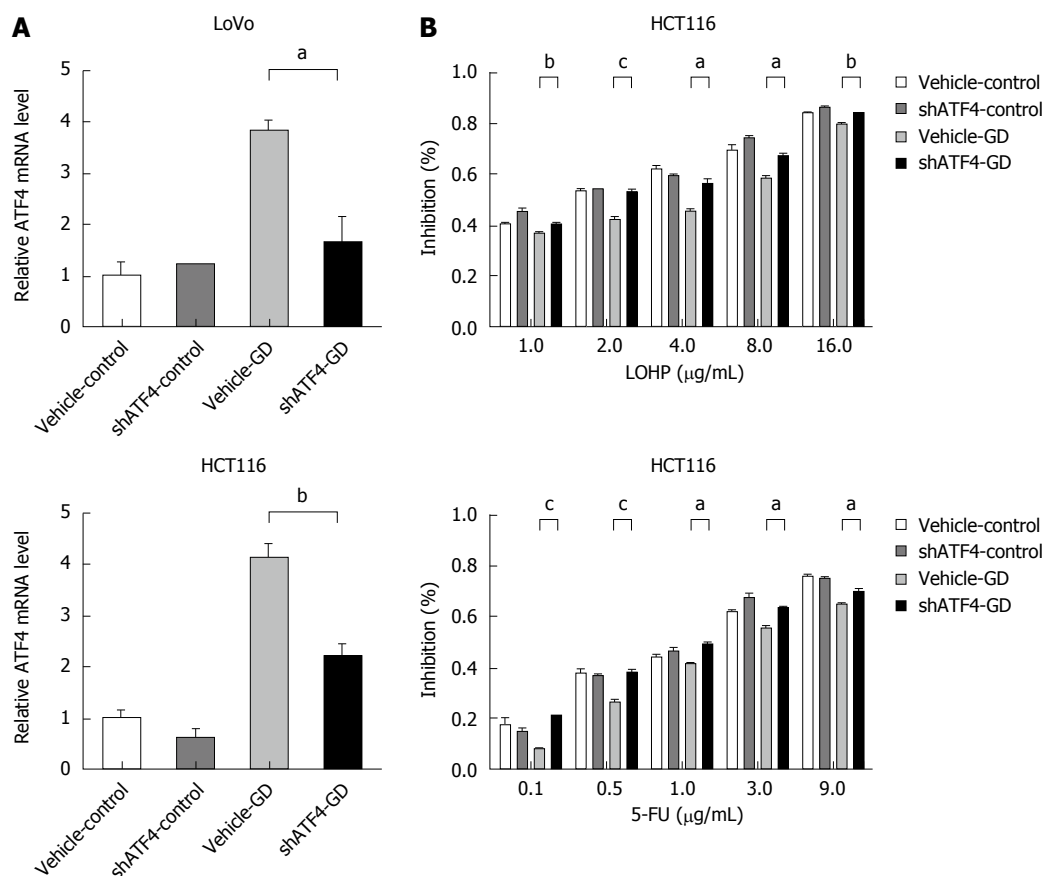 A
LoVo
a
5
4
3
2
1
0
Relative ATF4 mRNA level
Vehicle-control
shATF4-control
Vehicle-GD
shATF4-GD
HCT116
b
5
4
3
2
1
0
Relative ATF4 mRNA level
Vehicle-control
shATF4-control
Vehicle-GD
shATF4-GD
B
HCT116
b c a a b
1.0
0.8
0.6
0.4
0.2
0.0
Inhibition (%)
1.0 2.0 4.0 8.0 16.0
LOHP (μg/mL)
Vehicle-control
shATF4-control
Vehicle-GD
shATF4-GD
HCT116
c c a a a
1.0
0.8
0.6
0.4
0.2
0.0
Inhibition (%)
0.1 0.5 1.0 3.0 9.0
5-FU (μg/mL)
Vehicle-control
shATF4-control
Vehicle-GD
shATF4-GD